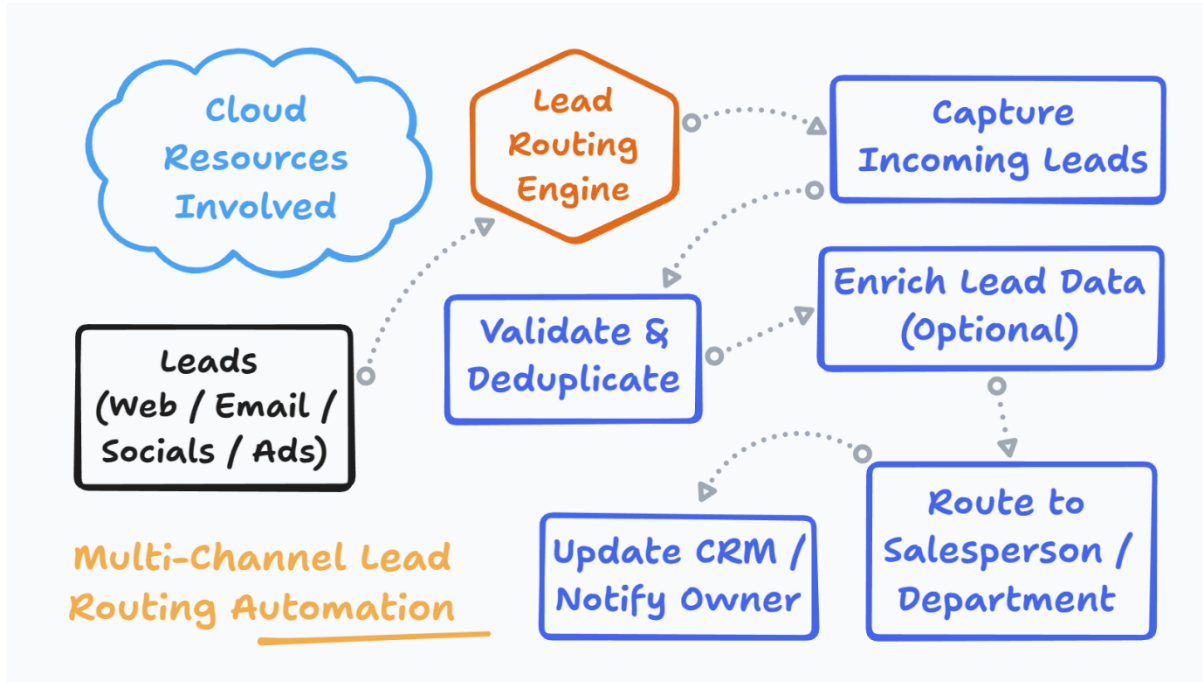 Cloud
Resources
Involved
Lead
Routing
Engine
Capture
Incoming Leads
Enrich Lead Data
(Optional)
Validate &
Deduplicate
Leads
(Web / Email /
Socials / Ads)
Route to
Salesperson /
Department
Update CRM /
Notify Owner
Multi-Channel Lead
Routing Automation